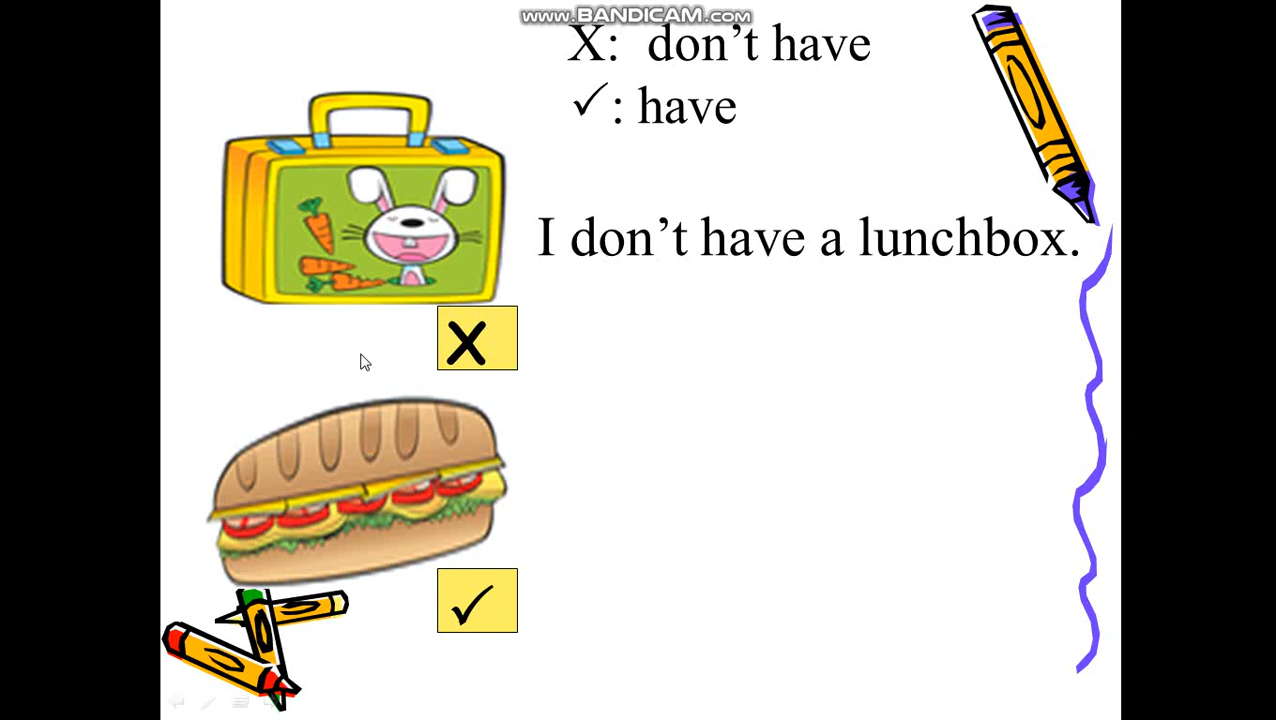 www.BANDICAM.com
X: don’t have
✓: have
I don’t have a lunchbox.
X
✓